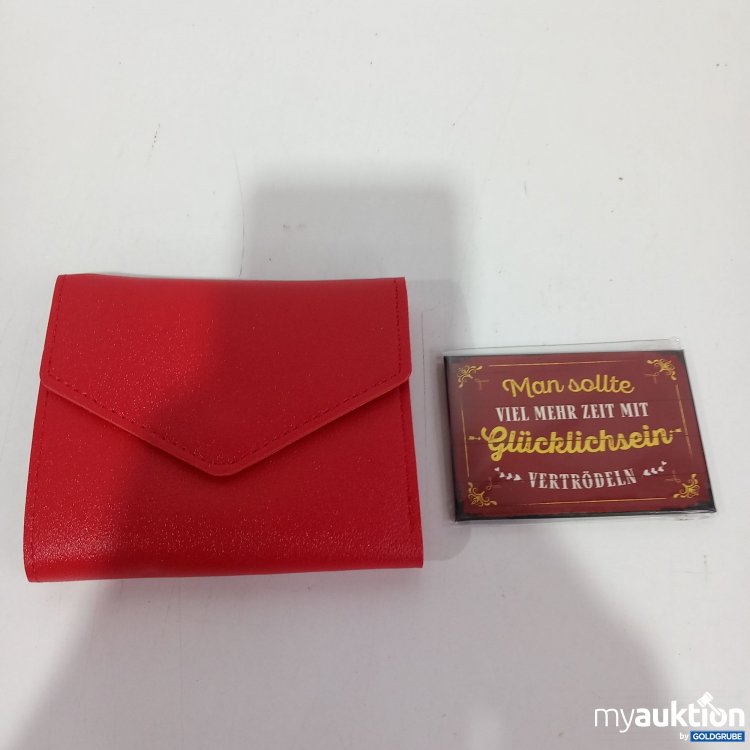 Man sollte
VIEL MEHR ZEIT MIT
Glücklichsein
VERTRÖDELN
myauktion
by GOLDGRUBE